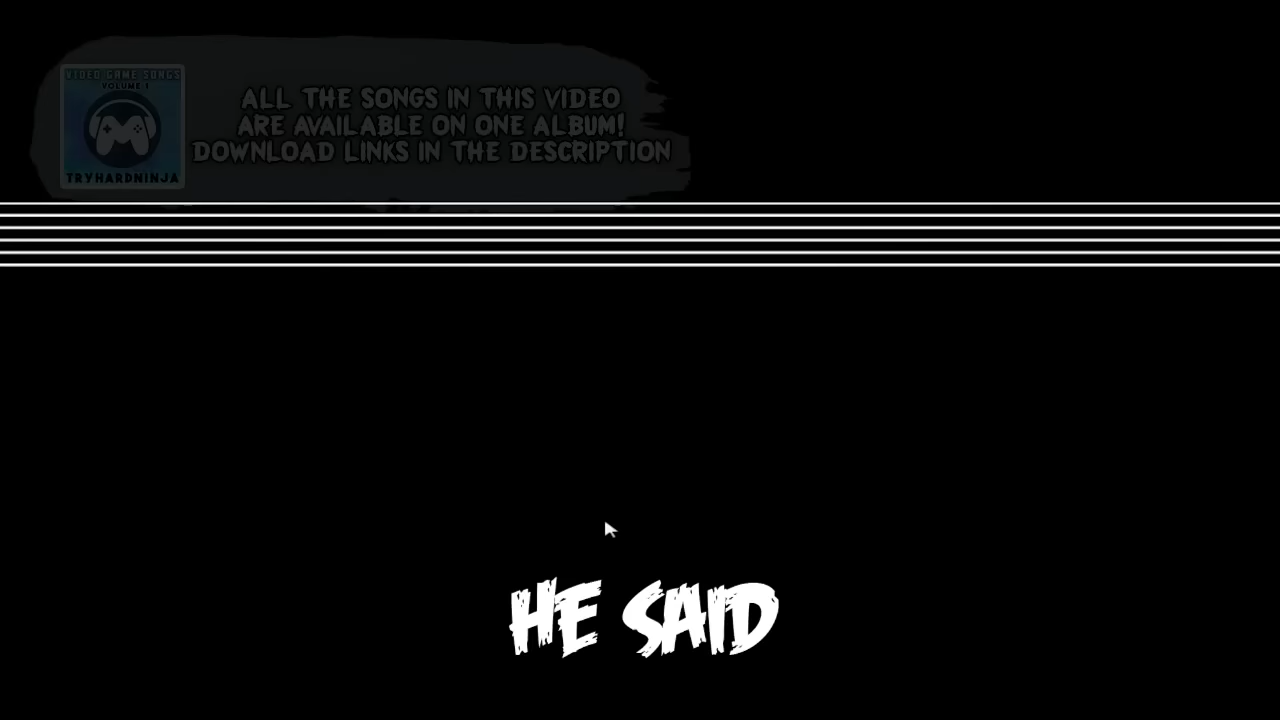 VIDEO GAME SONGS
VOLUME 1
TRYHARDNINJA
ALL THE SONGS IN THIS VIDEO
ARE AVAILABLE ON ONE ALBUM!
DOWNLOAD LINKS IN THE DESCRIPTION
HE SAID